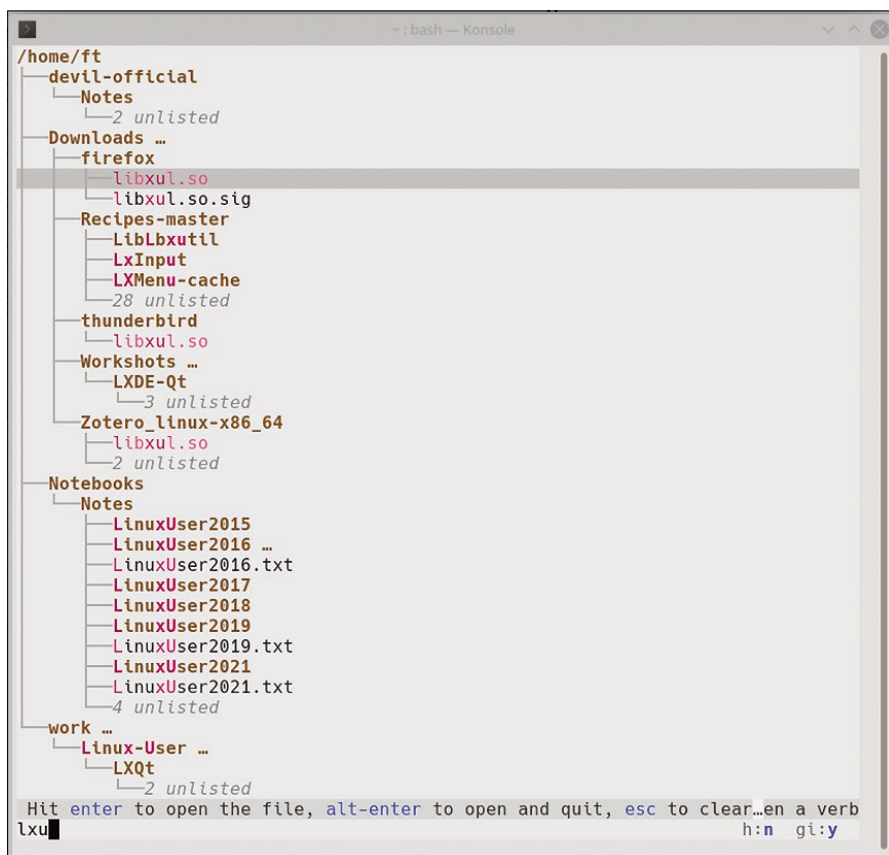 ~ : bash — Konsole
/home/ft
devil-official
Notes
2 unlisted
Downloads …
firefox
libxul.so
libxul.so.sig
Recipes-master
LibLbxutil
LxInput
LXMenu-cache
28 unlisted
thunderbird
libxul.so
Workshots …
LXDE-Qt
3 unlisted
Zotero_linux-x86_64
libxul.so
2 unlisted
Notebooks
Notes
LinuxUser2015
LinuxUser2016 …
LinuxUser2016.txt
LinuxUser2017
LinuxUser2018
LinuxUser2019
LinuxUser2019.txt
LinuxUser2021
LinuxUser2021.txt
4 unlisted
work …
Linux-User …
LXQt
2 unlisted
Hit enter to open the file, alt-enter to open and quit, esc to clear…en a verb
lxu h:n gi:y